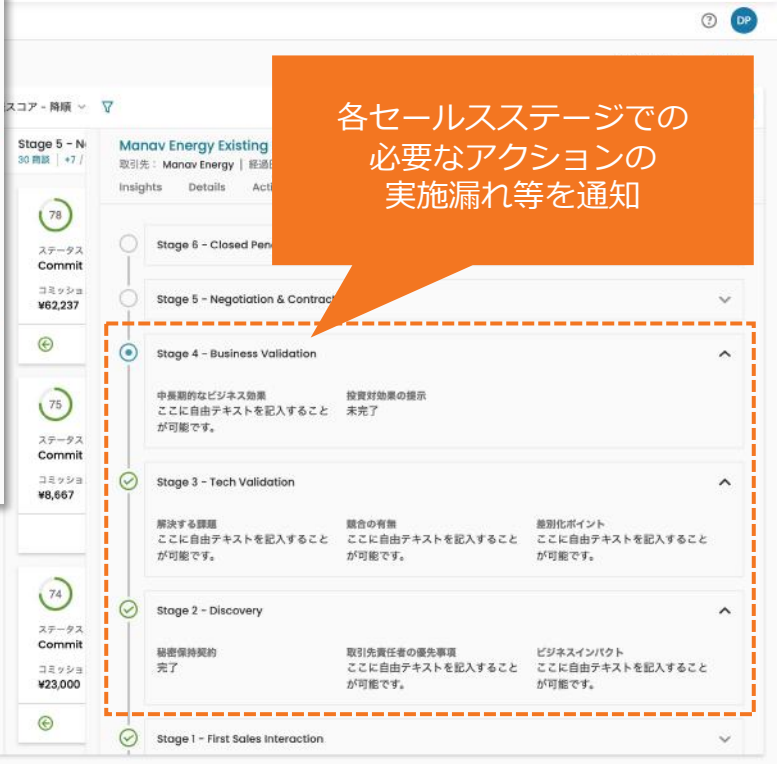 DP
各セールスステージでの
必要なアクションの
実施漏れ等を通知
スコア - 降順
Stage 5 - N
30 商談 | +7 /
78
ステータス
Commit
コミッショ
¥62,237
75
ステータス
Commit
コミッショ
¥8,667
74
ステータス
Commit
コミッショ
¥23,000
Manav Energy Existing
取引先： Manav Energy | 経過
Insights Details Acti
Stage 6 - Closed Pen
Stage 5 - Negotiation & Contract
Stage 4 - Business Validation
中長期的なビジネス効果
ここに自由テキストを記入すること
が可能です。
投資対効果の提示
未完了
Stage 3 - Tech Validation
解決する課題
ここに自由テキストを記入すること
が可能です。
競合の有無
ここに自由テキストを記入すること
が可能です。
差別化ポイント
ここに自由テキストを記入すること
が可能です。
Stage 2 - Discovery
秘密保持契約
完了
取引先責任者の優先事項
ここに自由テキストを記入すること
が可能です。
ビジネスインパクト
ここに自由テキストを記入すること
が可能です。
Stage 1 - First Sales Interaction